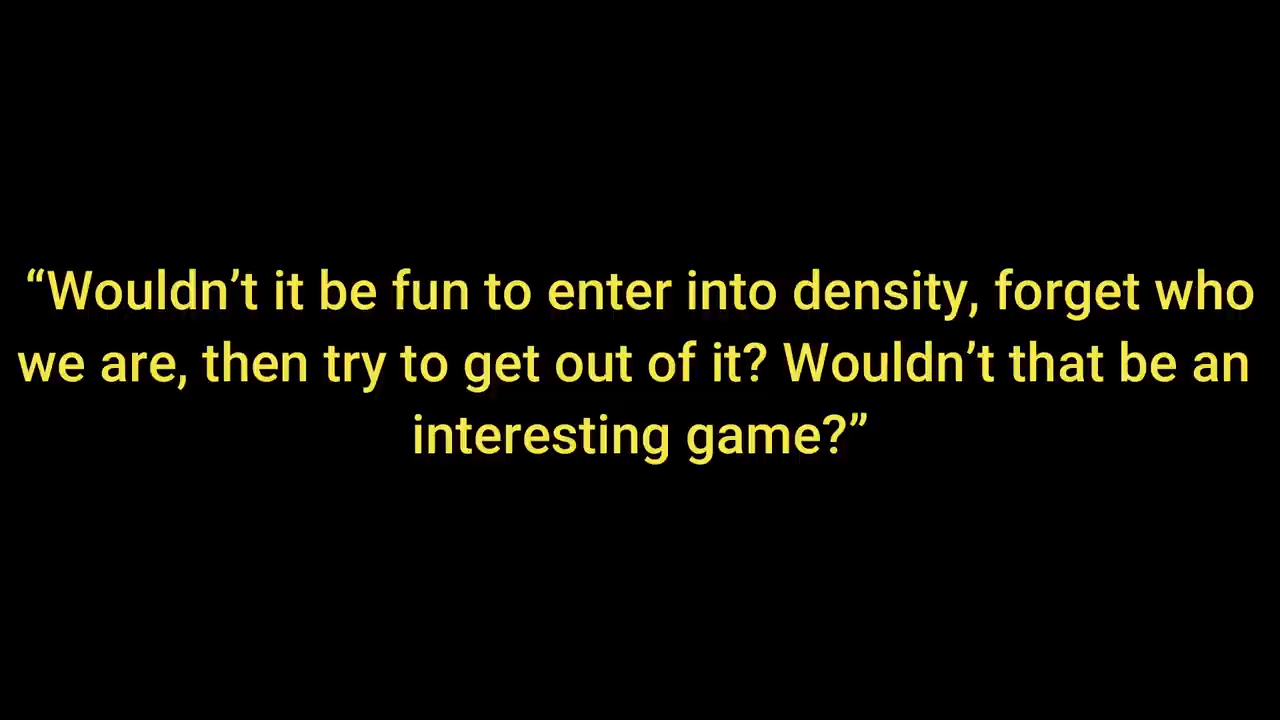 “Wouldn’t it be fun to enter into density, forget who
we are, then try to get out of it? Wouldn’t that be an
interesting game?”